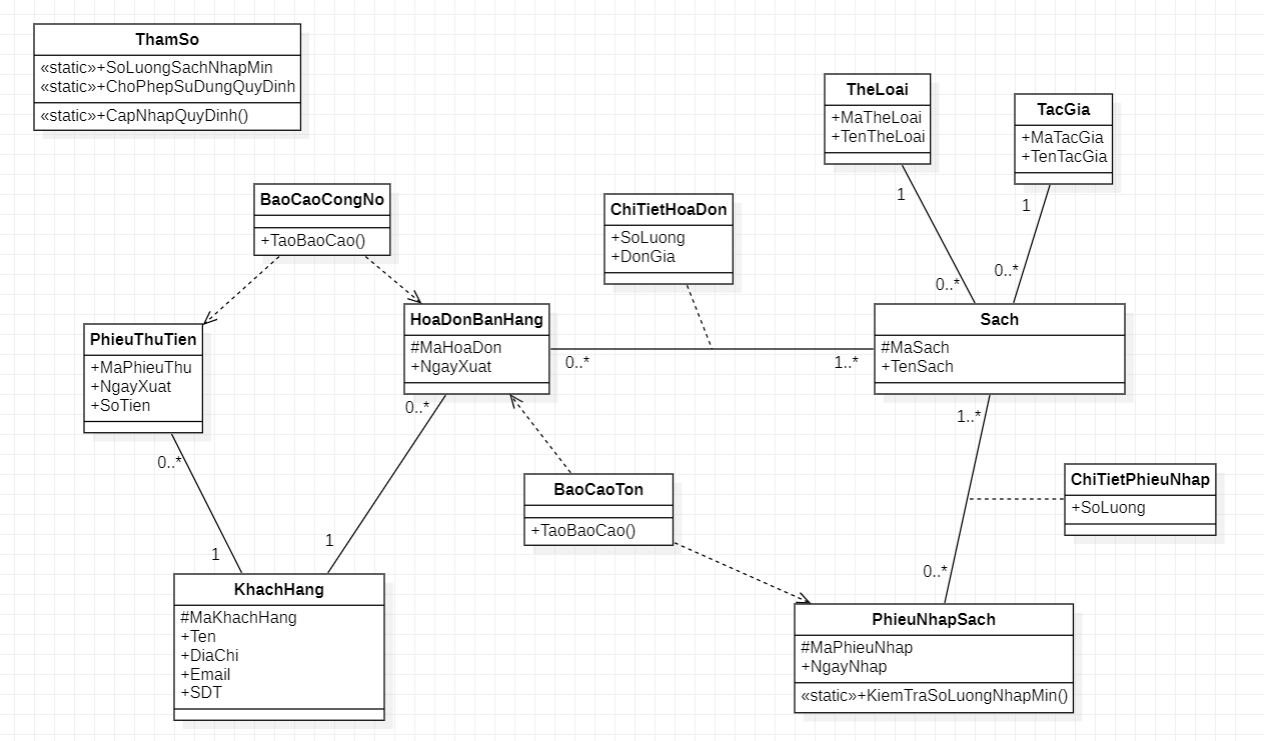 ThamSo
«static»+SoLuongSachNhapMin
«static»+ChoPhepSuDungQuyDinh
«static»+CapNhapQuyDinh()
TheLoai
+MaTheLoai
+TenTheLoai
TacGia
+MaTacGia
+TenTacGia
BaoCaoCongNo
+TaoBaoCao()
ChiTietHoaDon
+SoLuong
+DonGia
1
1
0..*
0..*
PhieuThuTien
+MaPhieuThu
+NgayXuat
+SoTien
HoaDonBanHang
#MaHoaDon
+NgayXuat
0..*
1..*
Sach
#MaSach
+TenSach
0..*
0..*
1..*
BaoCaoTon
+TaoBaoCao()
ChiTietPhieuNhap
+SoLuong
1
1
0..*
KhachHang
#MaKhachHang
+Ten
+DiaChi
+Email
+SDT
PhieuNhapSach
#MaPhieuNhap
+NgayNhap
«static»+KiemTraSoLuongNhapMin()